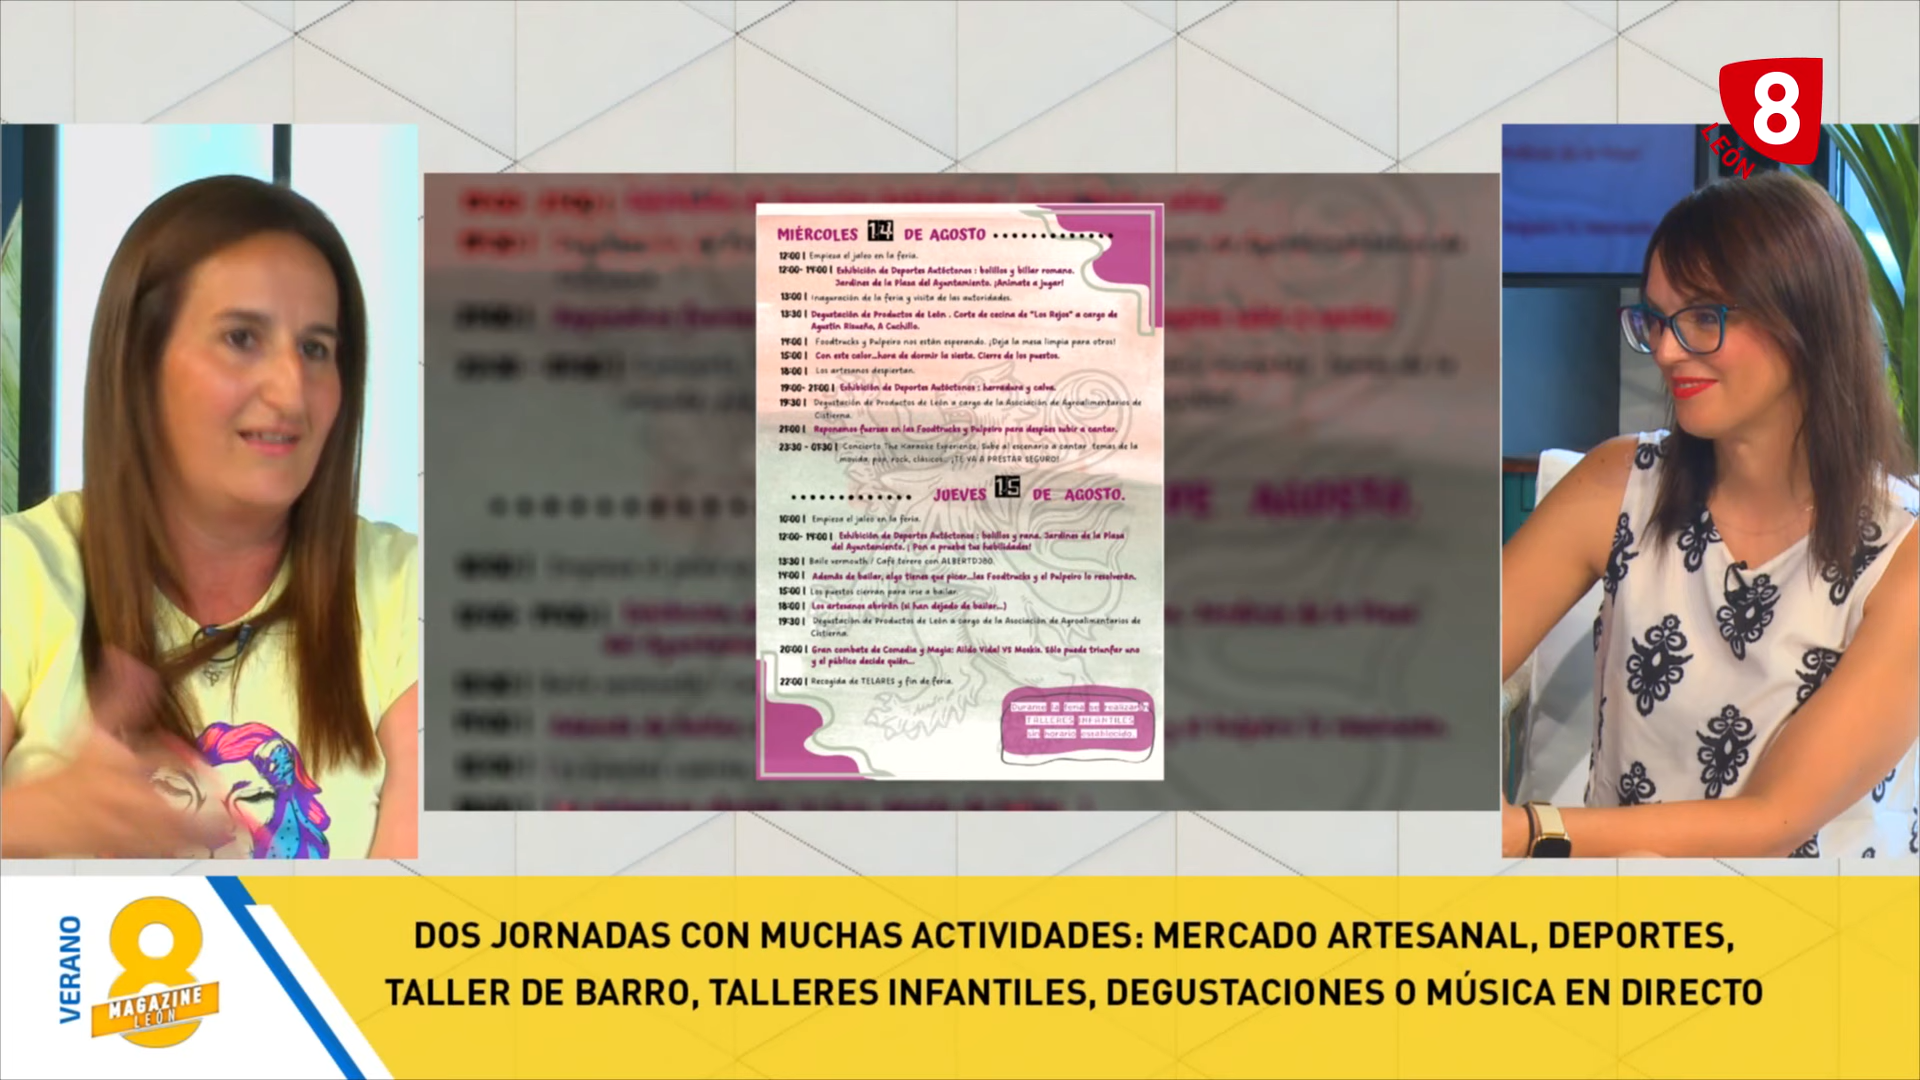 8
LEÓN
MIÉRCOLES 14 DE AGOSTO
12:00 | Empieza el jaleo en la feria.
12:00- 14:00 | Exhibición de Deportes Autóctonos : bolillos y billar romano.
Jardines de la Plaza del Ayuntamiento. ¡Anímate a jugar!
13:00 | Inaguración de la feria y visita de las autoridades.
13:30 | Degustación de Productos de León . Corte de cecina de "Los Rojos" a cargo de
Agustín Risueño, A Cuchillo.
14:00 | Foodtrucks y Pulpeiro nos están esperando. ¡Deja la mesa limpia para otros!
15:00 | Con este calor...hora de dormir la siesta. Cierre de los puestos.
18:00 | Los artesanos despiertan.
19:00- 21:00 | Exhibición de Deportes Autóctonos : herradura y calva.
19:30 | Degustación de Productos de León a cargo de la Asociación de Agroalimentarios de
Cistierna.
21:00 | Reponemos fuerzas en las Foodtrucks y Pulpeiro para despúes subir a cantar.
23:30 - 01:30 | Concierto The Karaoke Experience. Sube al escenario a cantar temas de la
movida, pop, rock, clásicos... ¡TE VA A PRESTAR SEGURO!
JUEVES 15 DE AGOSTO.
10:00 | Empieza el jaleo en la feria.
12:00- 14:00 | Exhibición de Deportes Autóctonos : bolillos y rana. Jardines de la Plaza
del Ayuntamiento. ¡ Pon a prueba tus habilidades!
13:30 | Baile vermouth / Café torero con ALBERTOJBO.
14:00 | Además de bailar, algo tienes que picar...las Foodtrucks y el Pulpeiro lo resolverán.
15:00 | Los puestos cierran para irse a bailar.
18:00 | Los artesanos abrirán (si han dejado de bailar...)
19:30 | Degustación de Productos de León a cargo de la Asociación de Agroalimentarios de
Cistierna.
20:00 | Gran combate de Comedia y Magia: Aildo Vidal VS Moskis. Sólo puede triunfar uno
y el público decide quién...
22:00 | Recogida de TELARES y fin de feria.
Durante la feria se realizarán
TALLERES INFANTILES
sin horario establecido.
VERANO
8
MAGAZINE
LEÓN
DOS JORNADAS CON MUCHAS ACTIVIDADES: MERCADO ARTESANAL, DEPORTES,
TALLER DE BARRO, TALLERES INFANTILES, DEGUSTACIONES O MÚSICA EN DIRECTO